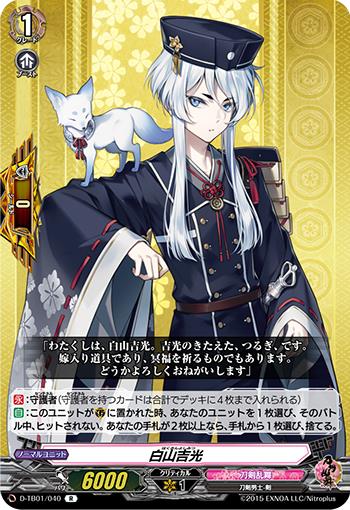 1
グレード
ブースト
シールド
0
「わたくしは、白山吉光。吉光のきたえた、つるぎ、です。
嫁入り道具であり、冥福を祈るものでもあります。
どうかよろしくおねがいします」
永:守護者(守護者を持つカードは合計でデッキに4枚まで入れられる)
自:このユニットがGに置かれた時、あなたのユニットを1枚選び、そのバト
ル中、ヒットされない。あなたの手札が2枚以上なら、手札から1枚選び、捨てる。
ノーマルユニット
白山吉光
パワー 6000
クリティカル
1
刀剣乱舞
刀剣男士-剣
D-TB01/040 R
©2015 EXNOA LLC/Nitroplus